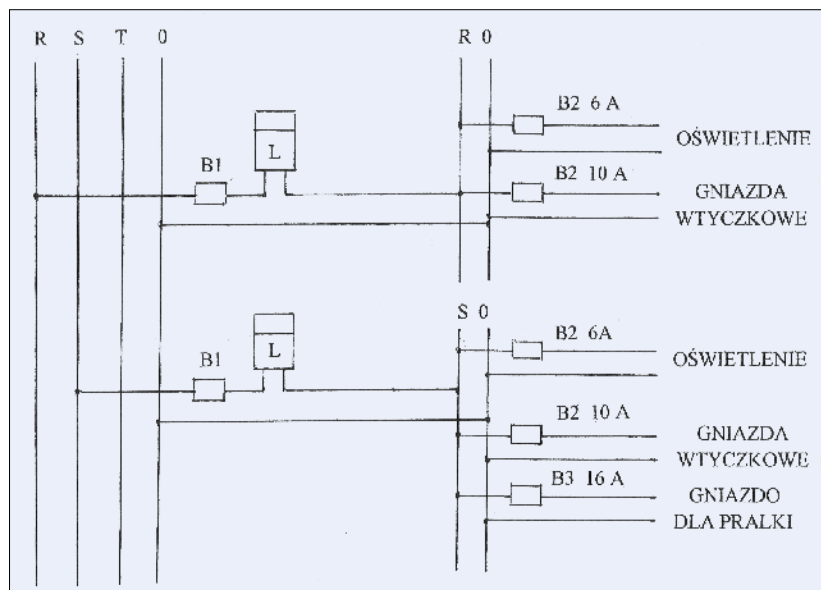 R S T 0
R 0
B2 6 A
OŚWIETLENIE
L
B1
B2 10 A
GNIAZDA
WTYCZKOWE
S 0
B2 6A
OŚWIETLENIE
L
B1
B2 10 A
GNIAZDA
WTYCZKOWE
B3 16 A
GNIAZDO
DLA PRALKI